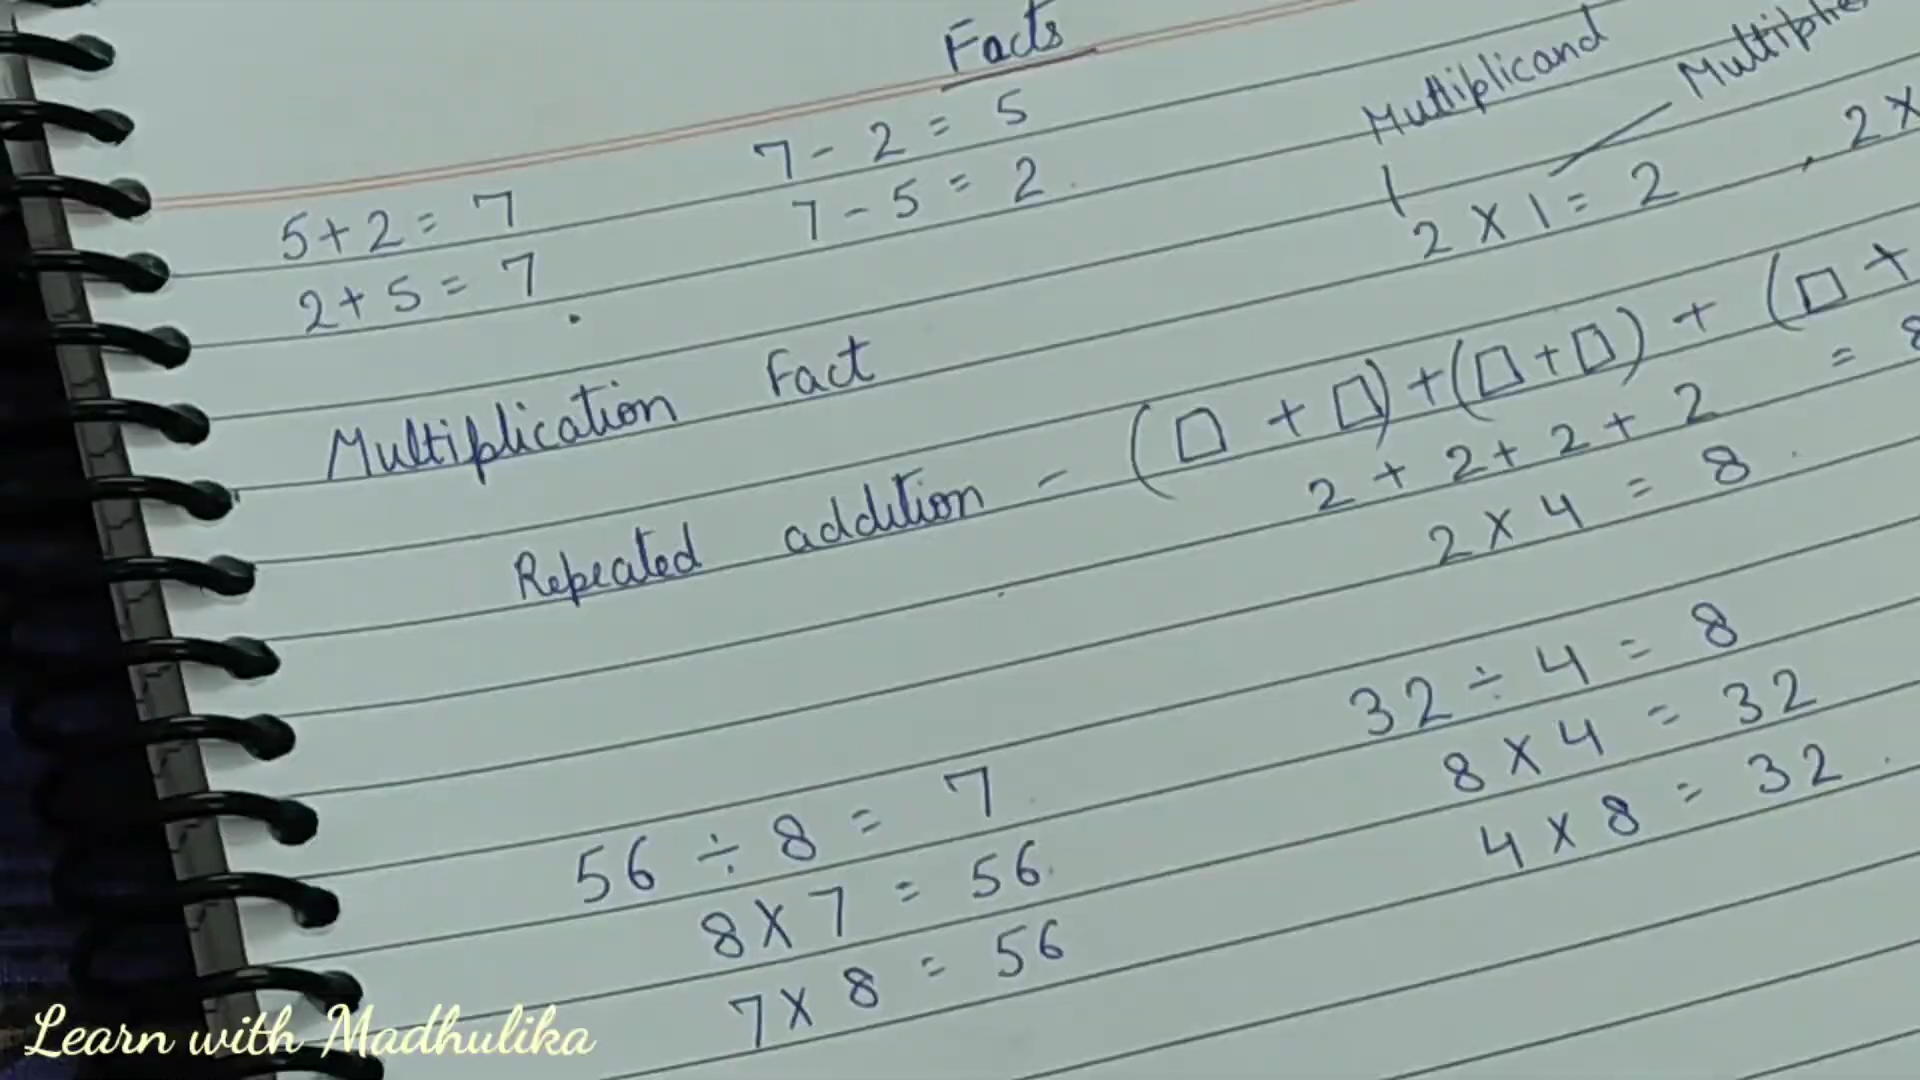 Facts
5+2 = 7
2+5 = 7
7 - 2 = 5
7 - 5 = 2
Multiplicand
2 X 1 = 2 , 2 X
Multiplication Fact
Repeated addition - (□ + □) + (□ + □) + (□ +
2 + 2 + 2 + 2 = 8
2 X 4 = 8
56 ÷ 8 = 7
8 X 7 = 56
7 X 8 = 56
32 ÷ 4 = 8
8 X 4 = 32
4 X 8 = 32
Learn with Madhulika